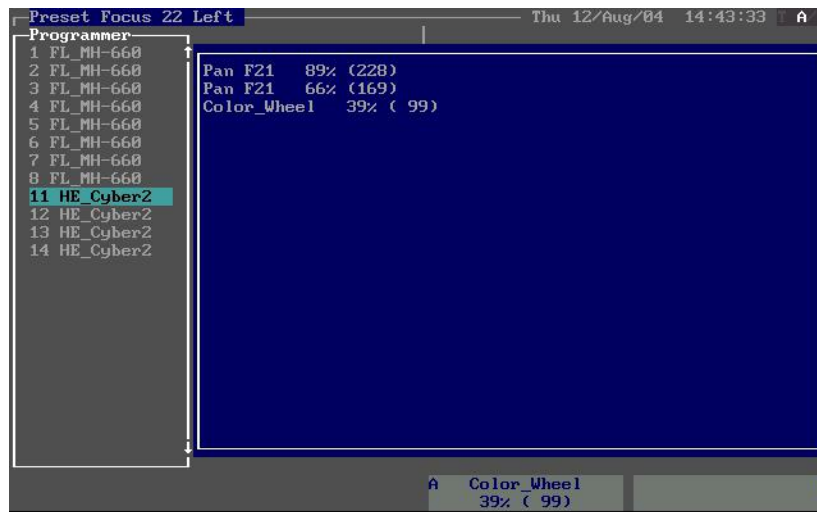 Preset Focus 22 Left Thu 12/Aug/04 14:43:33 T A
Programmer
1 FL_MH-660
2 FL_MH-660
3 FL_MH-660
4 FL_MH-660
5 FL_MH-660
6 FL_MH-660
7 FL_MH-660
8 FL_MH-660
11 HE_Cyber2
12 HE_Cyber2
13 HE_Cyber2
14 HE_Cyber2
Pan F21 89% (228)
Pan F21 66% (169)
Color_Wheel 39% ( 99)
A Color_Wheel
39% ( 99)